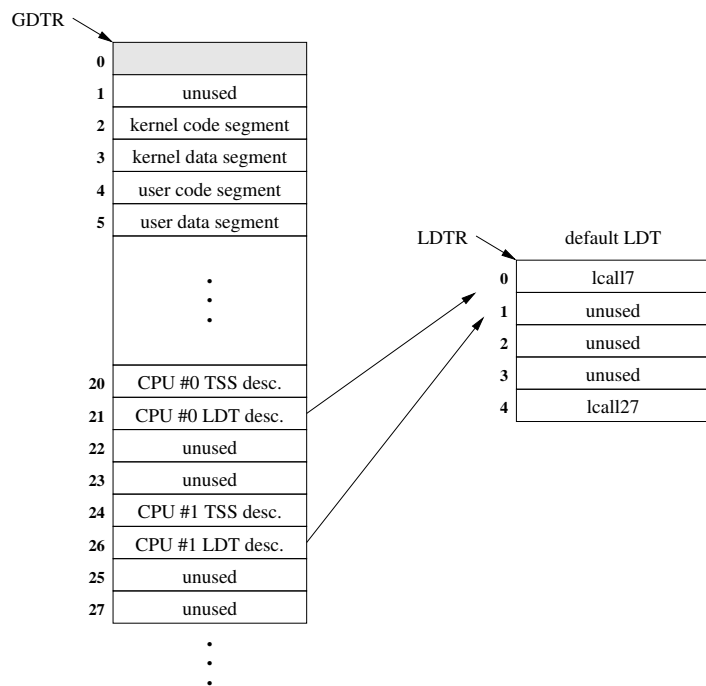 GDTR
0
1 unused
2 kernel code segment
3 kernel data segment
4 user code segment
5 user data segment
20 CPU #0 TSS desc.
21 CPU #0 LDT desc.
22 unused
23 unused
24 CPU #1 TSS desc.
26 CPU #1 LDT desc.
25 unused
27 unused
LDTR default LDT
0 lcall7
1 unused
2 unused
3 unused
4 lcall27